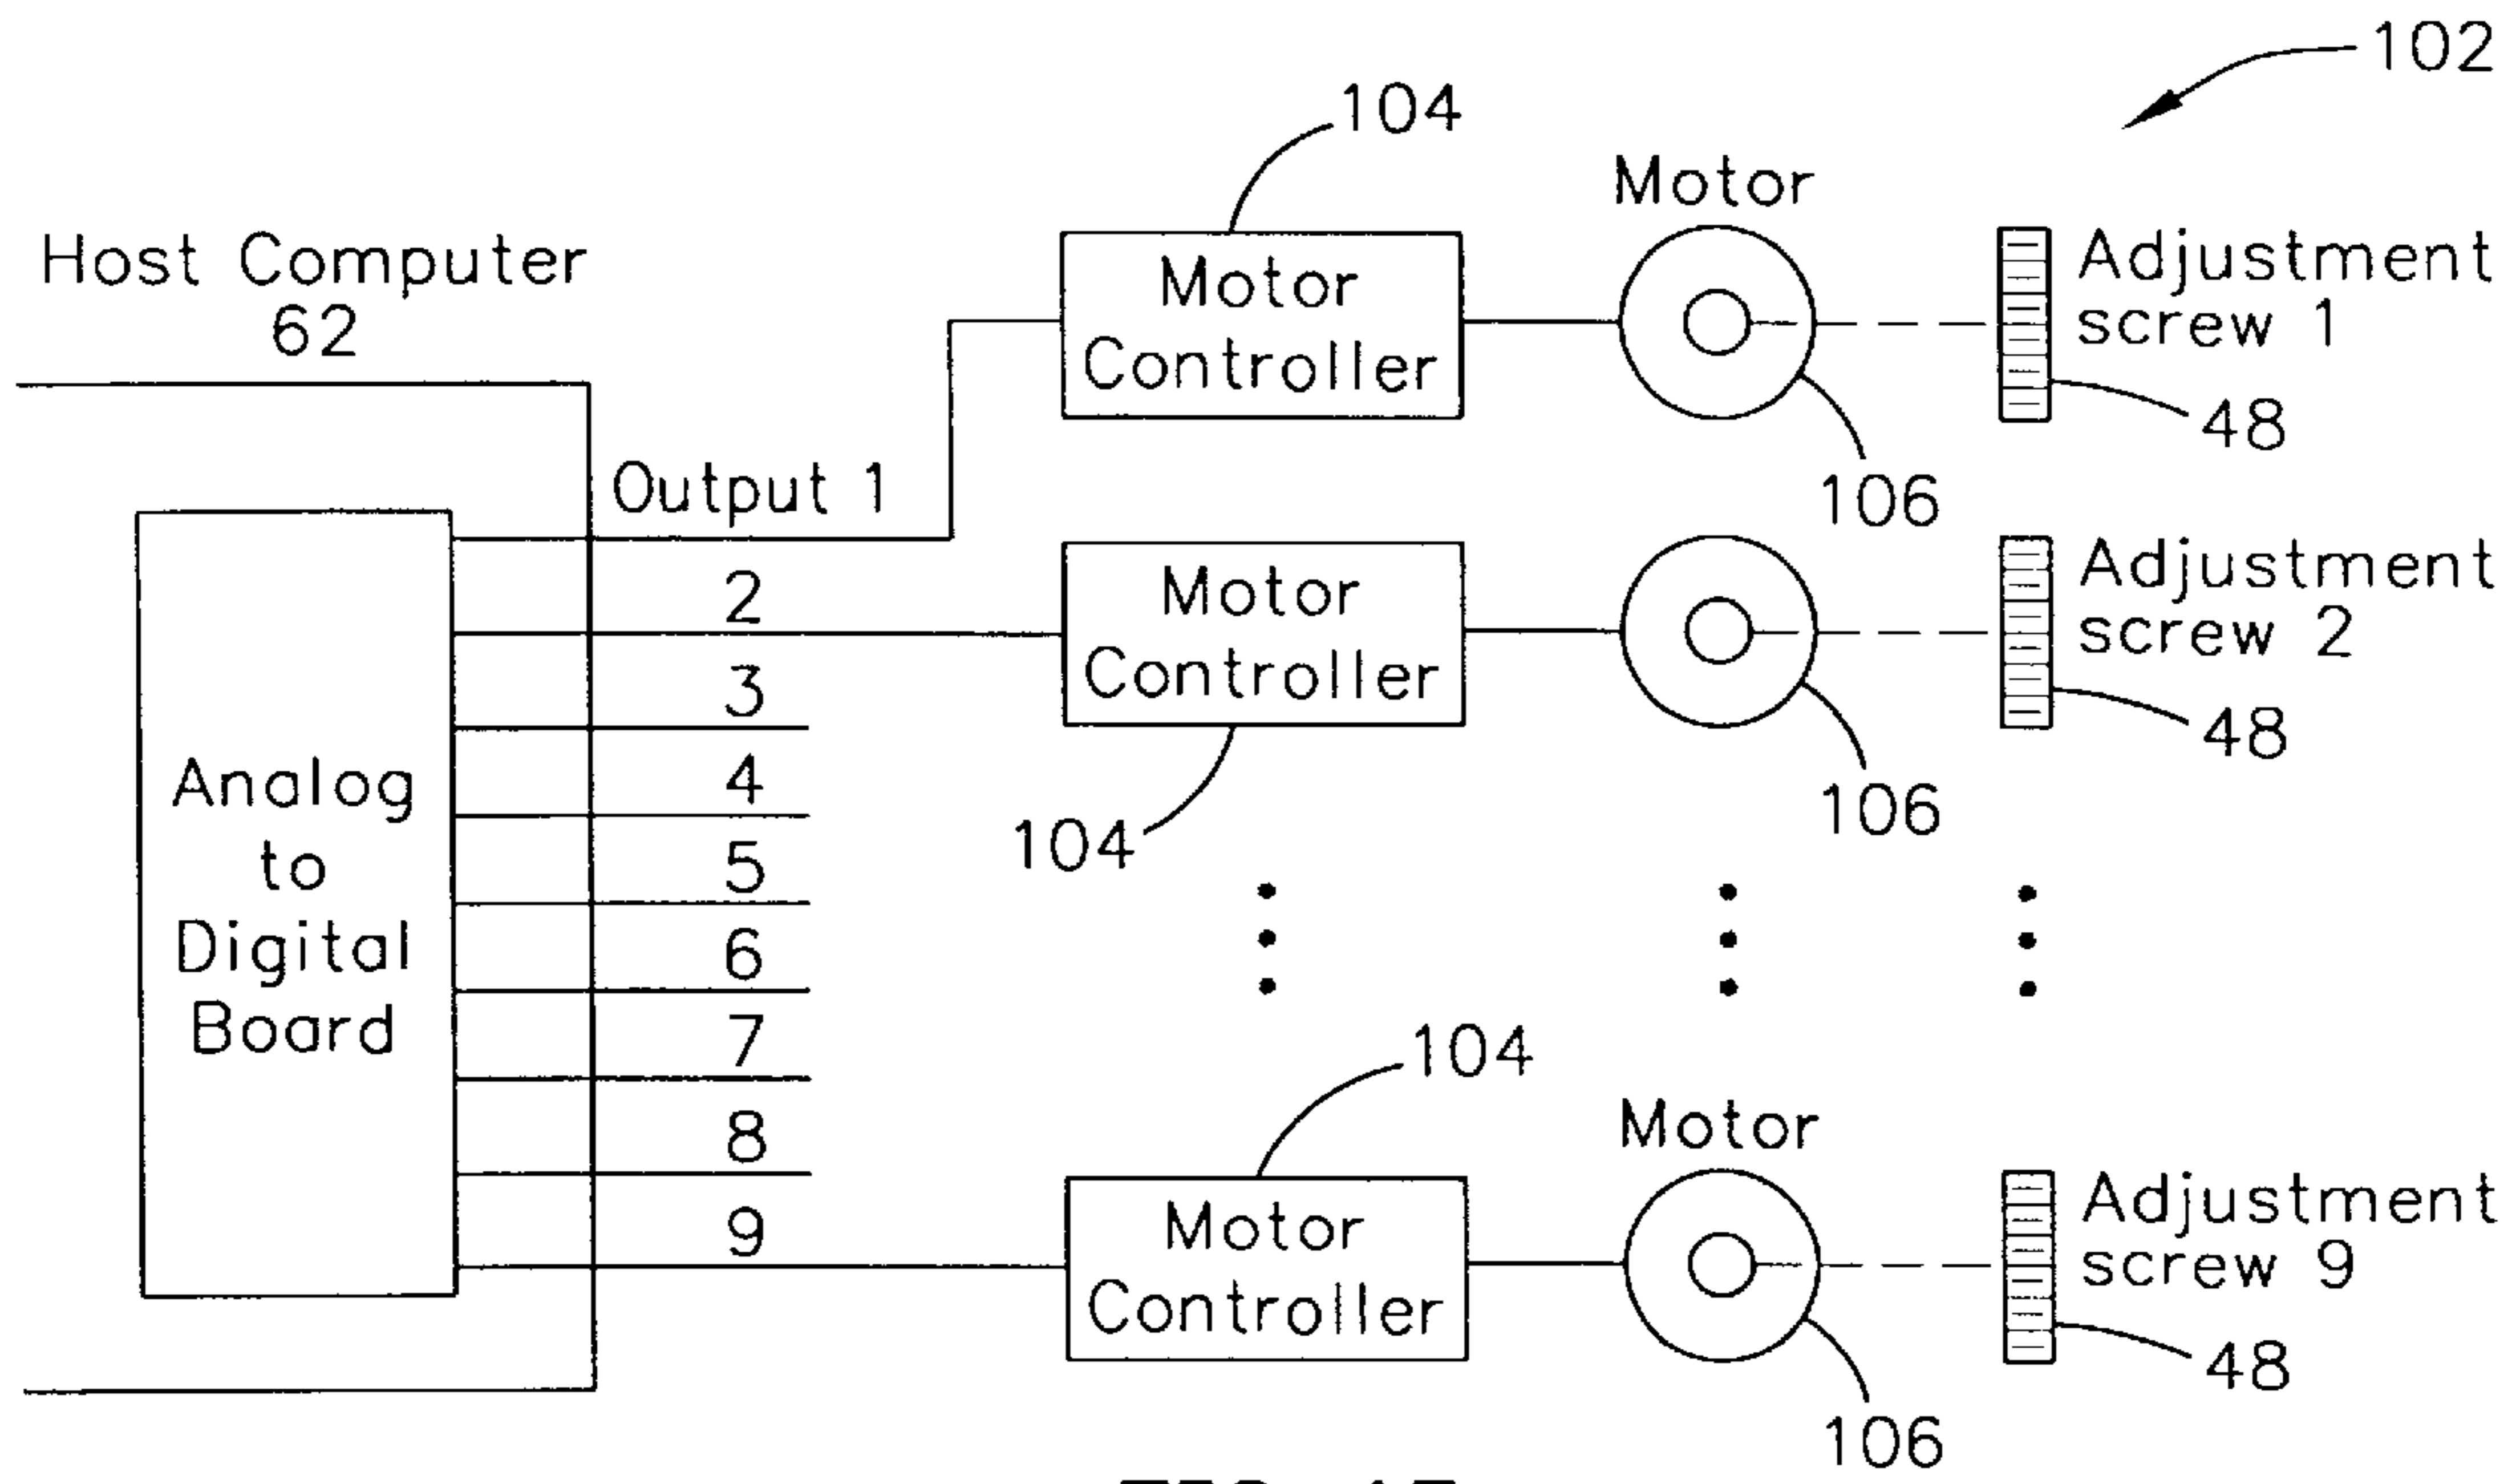 102
104
Motor
Host Computer
62
Motor
Controller
Adjustment
screw 1
48
106
Output 1
2
3
4
5
6
7
8
9
Analog
to
Digital
Board
Motor
Controller
104
Adjustment
screw 2
48
106
104
Motor
Motor
Controller
Adjustment
screw 9
48
106